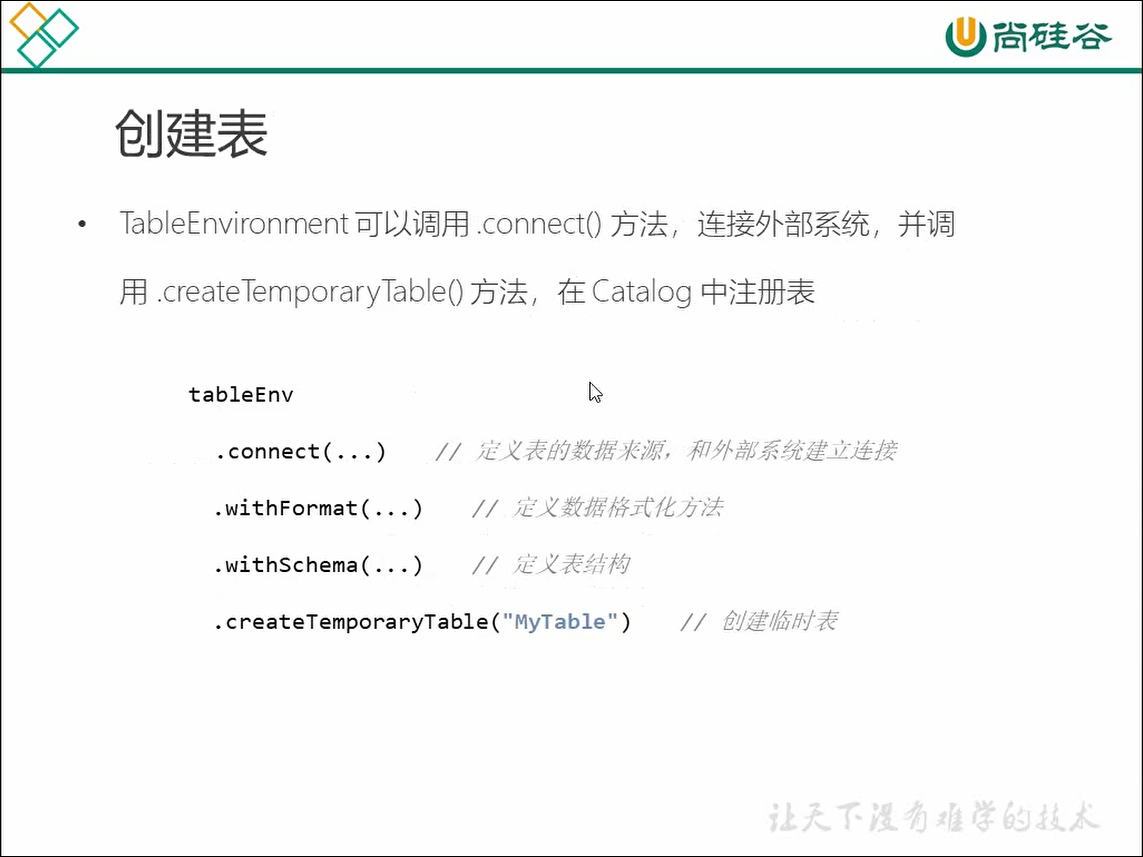 尚硅谷
创建表
• TableEnvironment 可以调用 .connect() 方法，连接外部系统，并调
用 .createTemporaryTable() 方法，在 Catalog 中注册表
tableEnv
.connect(...) // 定义表的数据来源，和外部系统建立连接
.withFormat(...) // 定义数据格式化方法
.withSchema(...) // 定义表结构
.createTemporaryTable("MyTable") // 创建临时表
让天下没有难学的技术